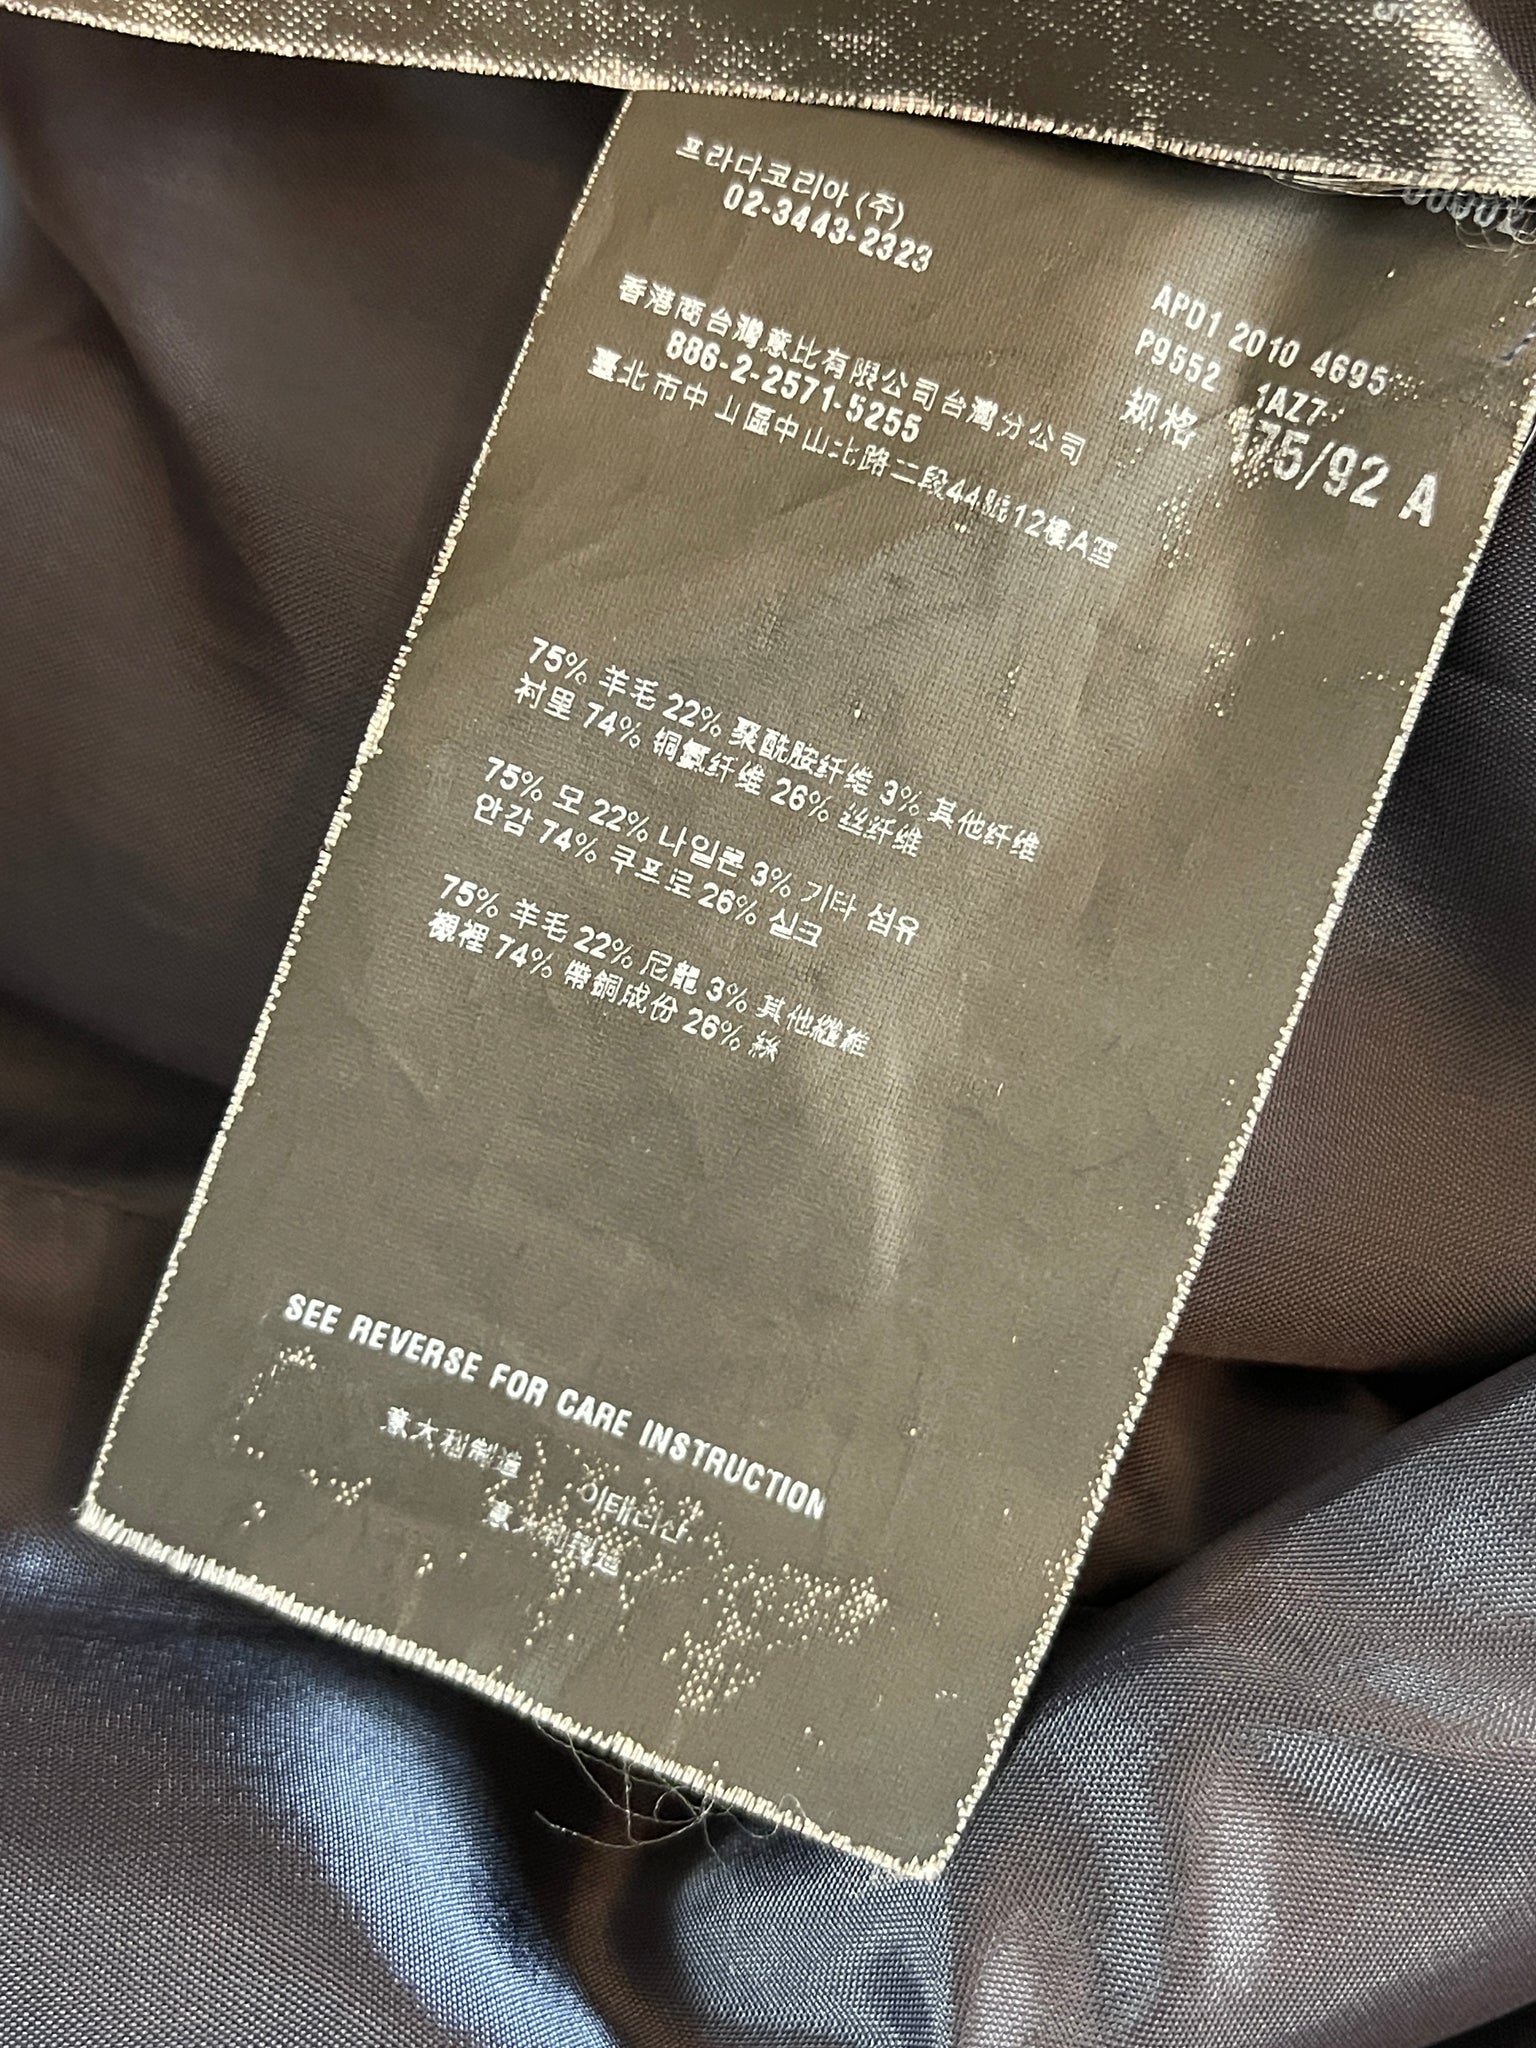 프라다코리아 (주)
02-3443-2323
香港商台灣意比有限公司台灣分公司
886-2-2571-5255
臺北市中山區中山北路二段44號12樓A室
APD1 2010 4695
P9552 1AZ7
规格 175/92 A
75% 羊毛 22% 聚酰胺纤维 3% 其他纤维
衬里 74% 铜氨纤维 26% 丝纤维
75% 모 22% 나일론 3% 기타 섬유
안감 74% 쿠프로 26% 실크
75% 羊毛 22% 尼龍 3% 其他纖維
襯裡 74% 帶銅成份 26% 絲
SEE REVERSE FOR CARE INSTRUCTION
意大利制造 이태리산
意大利製造